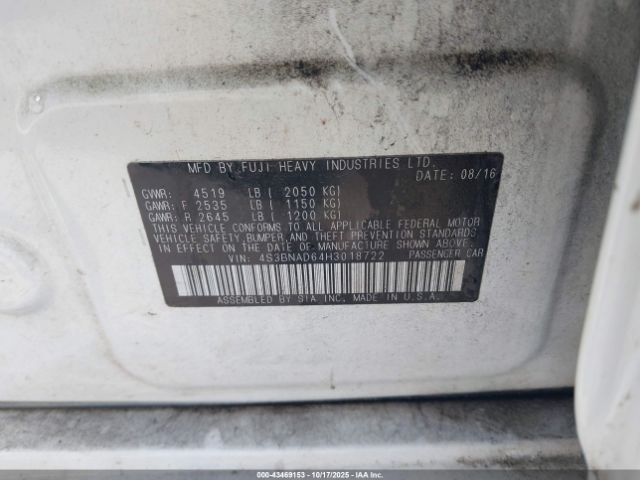 MFD BY FUJI HEAVY INDUSTRIES LTD.
DATE: 08/16
GVWR: 4519 LB ( 2050 KG)
GAWR: F 2535 LB ( 1150 KG)
GAWR: R 2645 LB ( 1200 KG)
THIS VEHICLE CONFORMS TO ALL APPLICABLE FEDERAL MOTOR
VEHICLE SAFETY, BUMPER AND THEFT PREVENTION STANDARDS
IN EFFECT ON THE DATE OF MANUFACTURE SHOWN ABOVE.
VIN: 4S3BNAD64H3018722 PASSENGER CAR
ASSEMBLED BY SIA INC. MADE IN U.S.A.
000-43469153 - 10/17/2025 - IAAI.COM